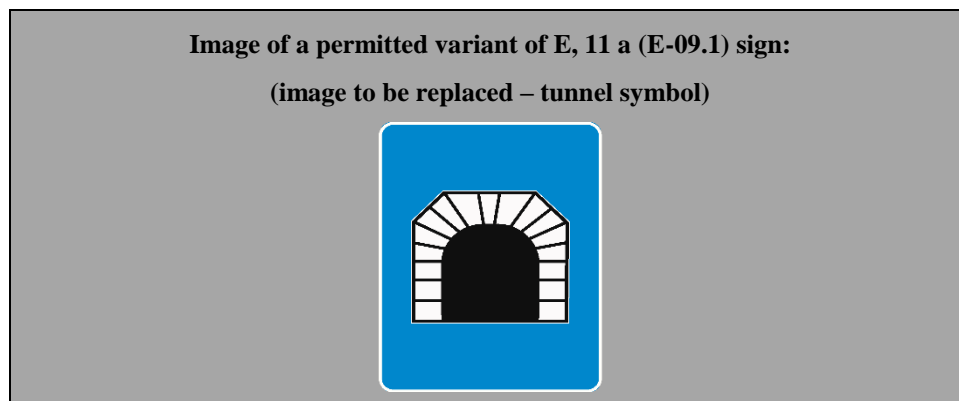 Image of a permitted variant of E, 11 a (E-09.1) sign:
(image to be replaced – tunnel symbol)